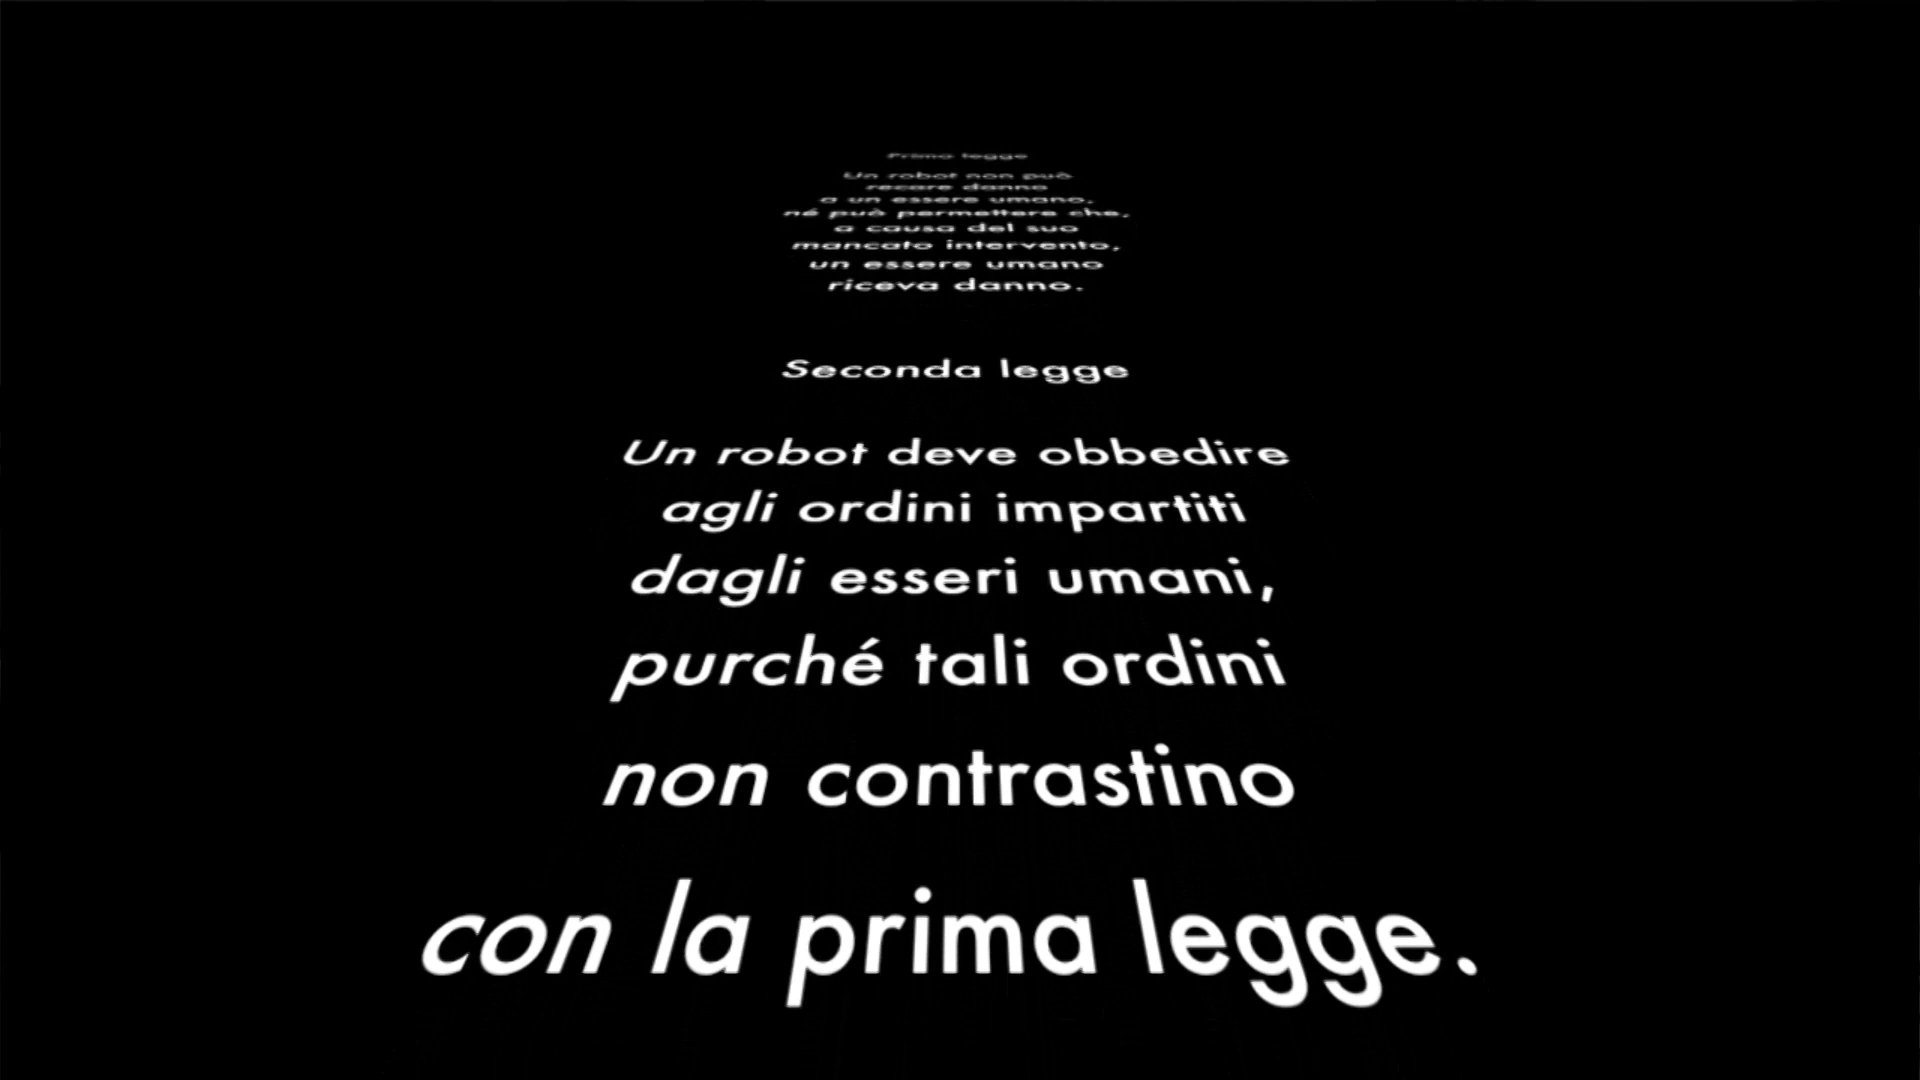 Prima legge
Un robot non può
recare danno
a un essere umano,
né può permettere che,
a causa del suo
mancato intervento,
un essere umano
riceva danno.
Seconda legge
Un robot deve obbedire
agli ordini impartiti
dagli esseri umani,
purché tali ordini
non contrastino
con la prima legge.